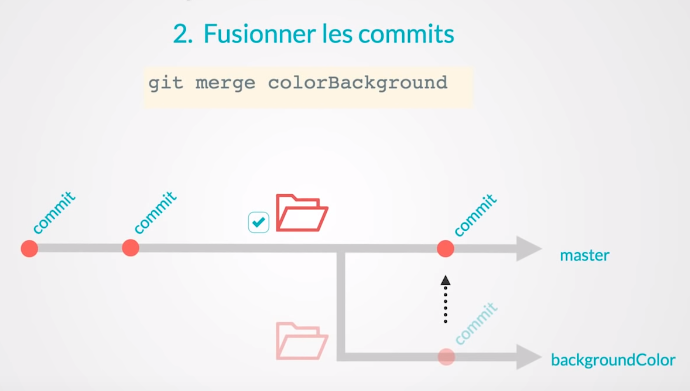 2. Fusionner les commits
git merge colorBackground
commit
commit
commit
master
commit
backgroundColor